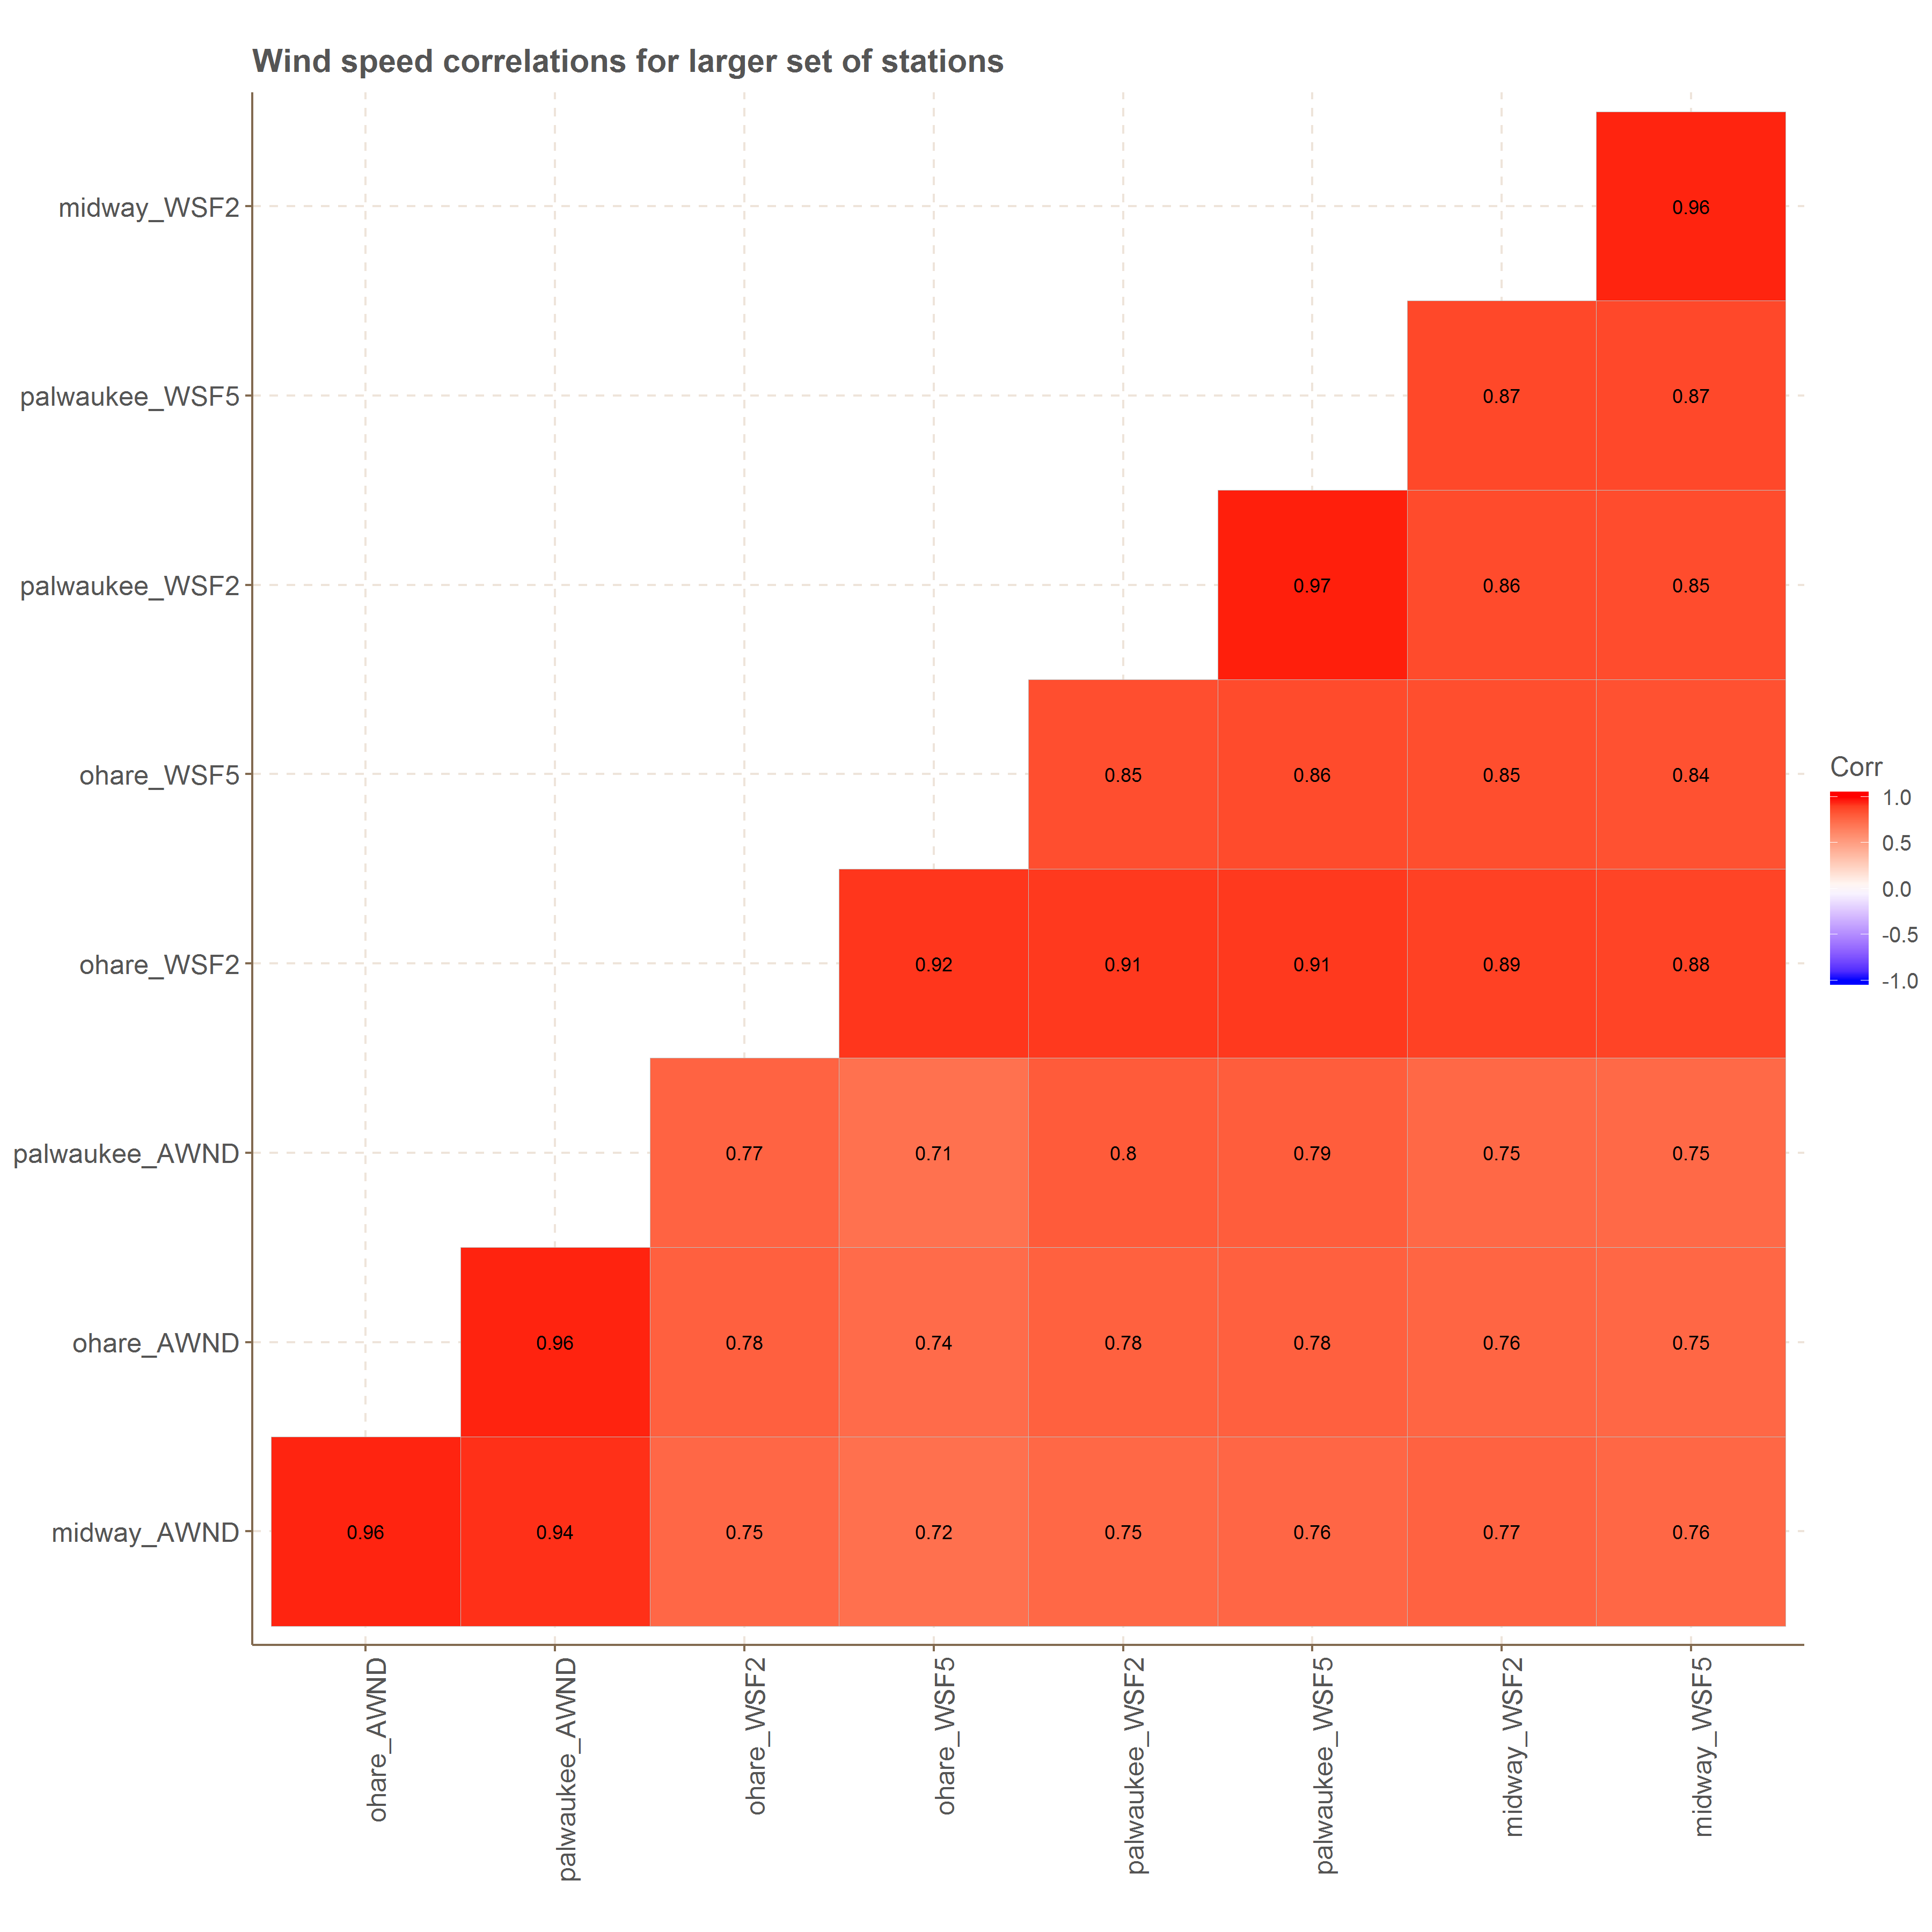 Wind speed correlations for larger set of stations
midway_WSF2
0.96
palwaukee_WSF5
0.87 0.87
palwaukee_WSF2
0.97 0.86 0.85
ohare_WSF5
0.85 0.86 0.85 0.84
ohare_WSF2
0.92 0.91 0.91 0.89 0.88
palwaukee_AWND
0.77 0.71 0.8 0.79 0.75 0.75
ohare_AWND
0.96 0.78 0.74 0.78 0.78 0.76 0.75
midway_AWND
0.96 0.94 0.75 0.72 0.75 0.76 0.77 0.76
ohare_AWND
palwaukee_AWND
ohare_WSF2
ohare_WSF5
palwaukee_WSF2
palwaukee_WSF5
midway_WSF2
midway_WSF5
Corr
1.0
0.5
0.0
-0.5
-1.0